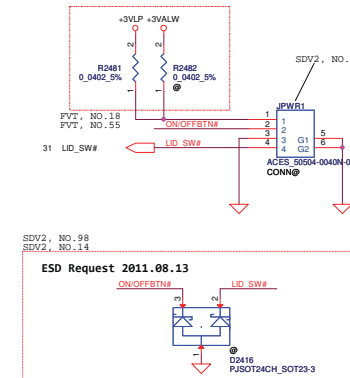 +3VLP +3VALW
2 2
R2481 R2482
0_0402_5% 0_0402_5%
@
1 1
SDV2, NO.
JPWR1
FVT, NO.18
FVT, NO.55
ON/OFFBTN#
31 LID_SW#
LID_SW#
1 1
2 2
3 3 G1 5
4 4 G2 6
ACES_50504-0040N-0
CONN@
SDV2, NO.98
SDV2, NO.14
ESD Request 2011.08.13
ON/OFFBTN# LID_SW#
3 2
1
@
D2416
PJSOT24CH_SOT23-3